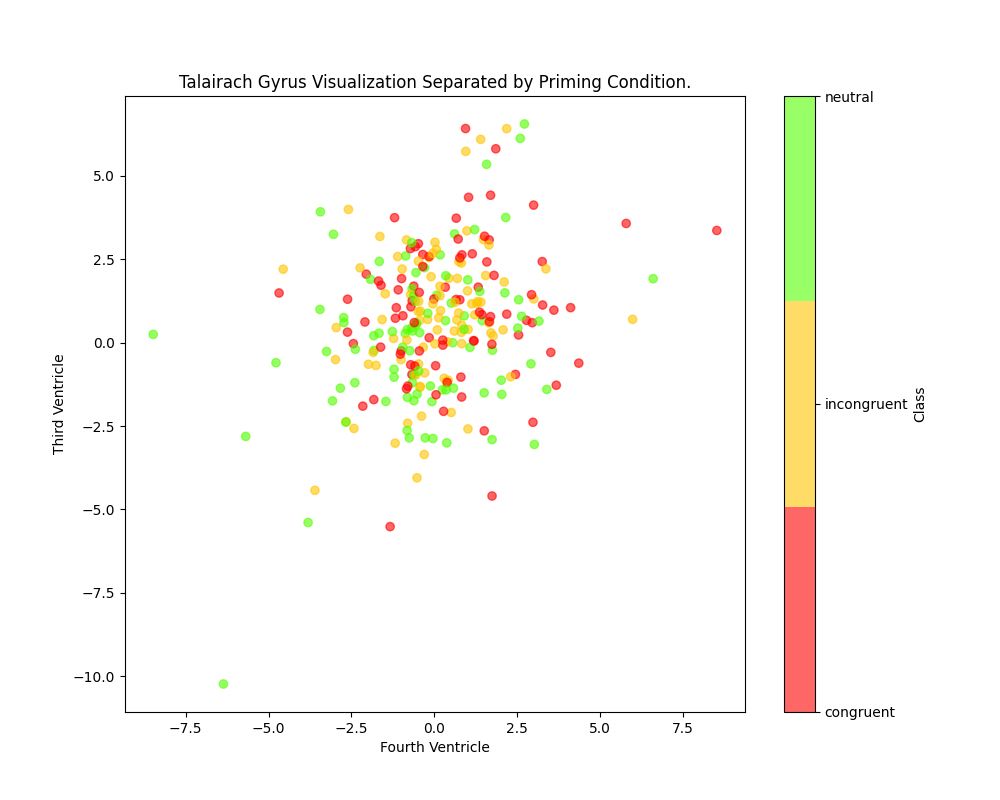 Talairach Gyrus Visualization Separated by Priming Condition.
neutral
incongruent
congruent
Class
Third Ventricle
5.0
2.5
0.0
−2.5
−5.0
−7.5
−10.0
−7.5
−5.0
−2.5
0.0
2.5
5.0
7.5
Fourth Ventricle